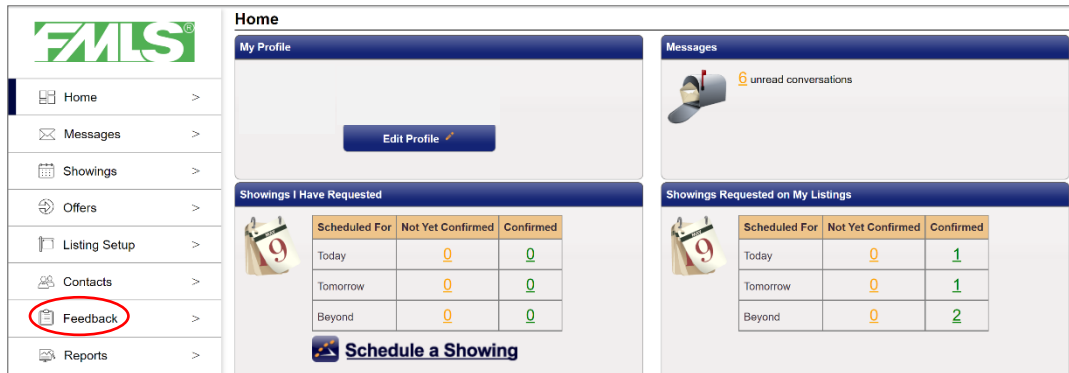 FMLS®
Home >
Messages >
Showings >
Offers >
Listing Setup >
Contacts >
Feedback >
Reports >
Home
My Profile
Edit Profile
Messages
6 unread conversations
Showings I Have Requested
9
Scheduled For Not Yet Confirmed Confirmed
Today 0 0
Tomorrow 0 0
Beyond 0 0
Schedule a Showing
Showings Requested on My Listings
9
Scheduled For Not Yet Confirmed Confirmed
Today 0 1
Tomorrow 0 1
Beyond 0 2